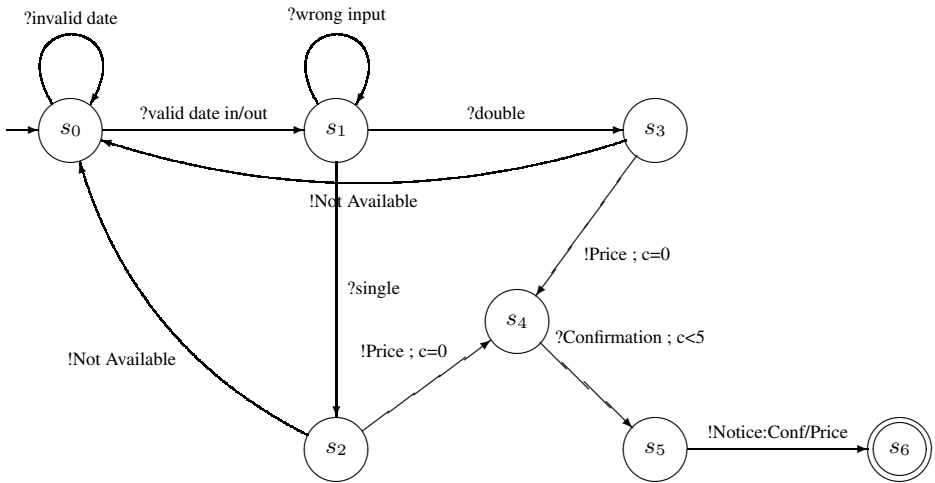 ?invalid date
?wrong input
?valid date in/out
?double
s0
s1
s3
!Not Available
!Price ; c=0
?single
s4
?Confirmation ; c<5
!Price ; c=0
!Not Available
!Notice:Conf/Price
s2
s5
s6